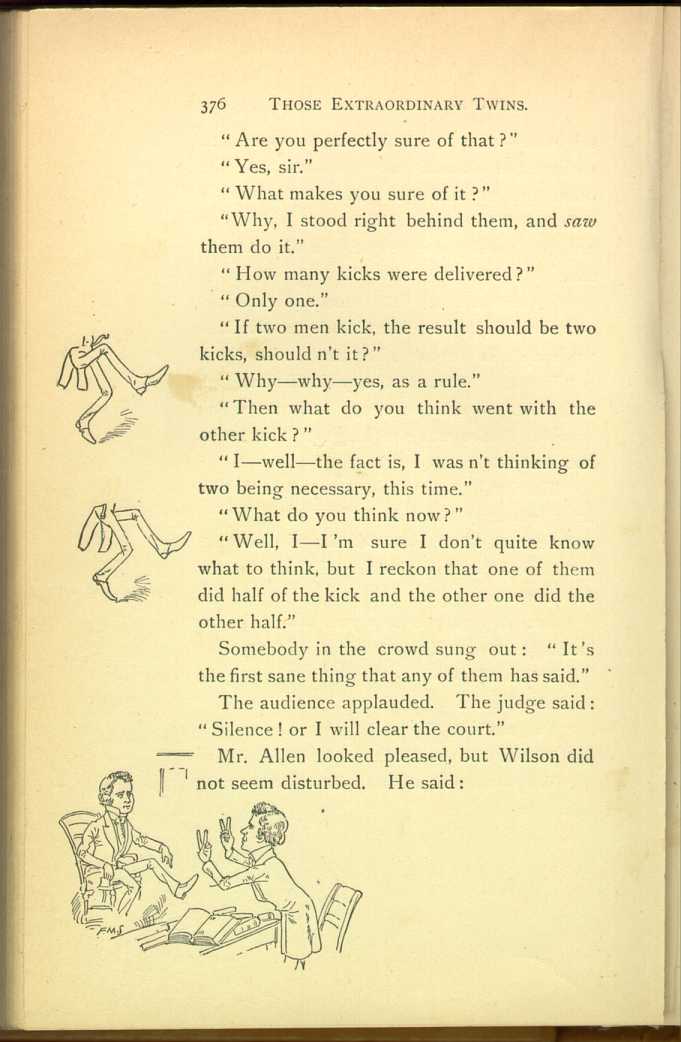 376 THOSE EXTRAORDINARY TWINS.
“ Are you perfectly sure of that ? ”
“ Yes, sir.”
“ What makes you sure of it ? ”
“Why, I stood right behind them, and saw
them do it.”
“ How many kicks were delivered ? ”
“ Only one.”
“ If two men kick, the result should be two
kicks, should n’t it ? ”
“ Why—why—yes, as a rule.”
“ Then what do you think went with the
other kick ? ”
“ I—well—the fact is, I was n’t thinking of
two being necessary, this time.”
“ What do you think now ? ”
“ Well, I—I ’m sure I don’t quite know
what to think, but I reckon that one of them
did half of the kick and the other one did the
other half.”
Somebody in the crowd sung out : “ It ’s
the first sane thing that any of them has said.”
The audience applauded. The judge said :
“ Silence ! or I will clear the court.”
Mr. Allen looked pleased, but Wilson did
not seem disturbed. He said :
F.M.S